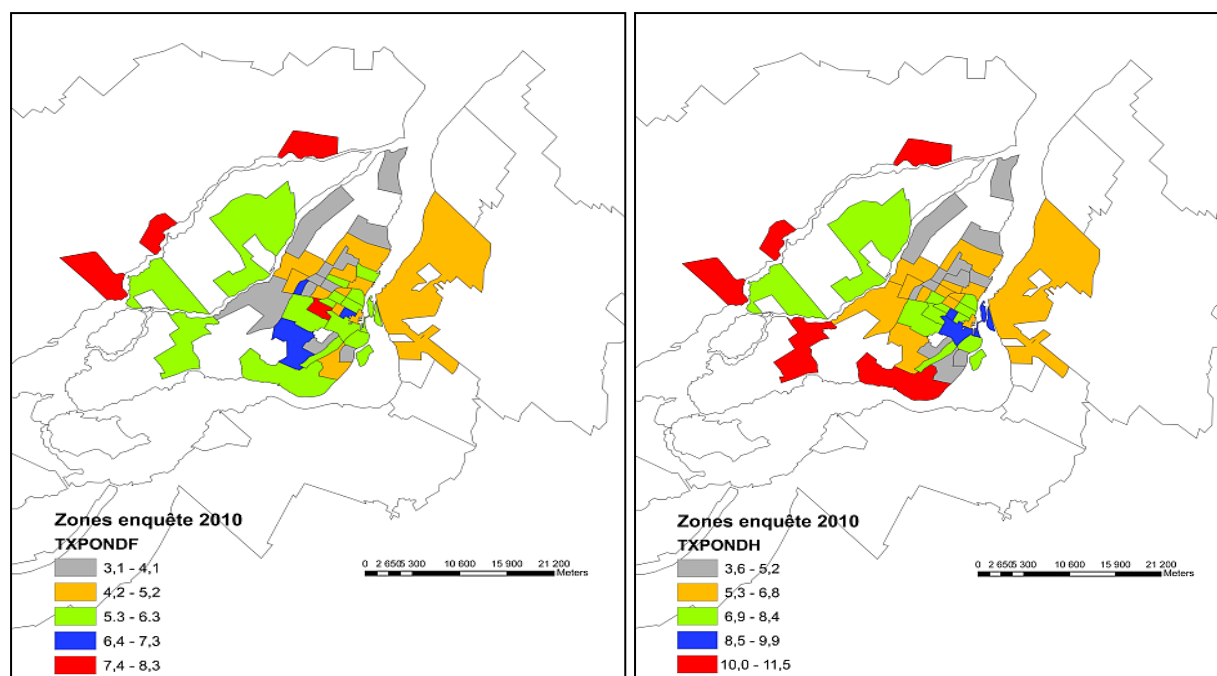 Zones enquête 2010
TXPONDF
3,1 - 4,1
4,2 - 5,2
5.3 - 6.3
6,4 - 7,3
7,4 - 8,3
0 2 650 5 300 10 600 15 900 21 200
Meters
Zones enquête 2010
TXPONDH
3,6 - 5,2
5,3 - 6,8
6,9 - 8,4
8,5 - 9,9
10,0 - 11,5
0 2 650 5 300 10 600 15 900 21 200
Meters